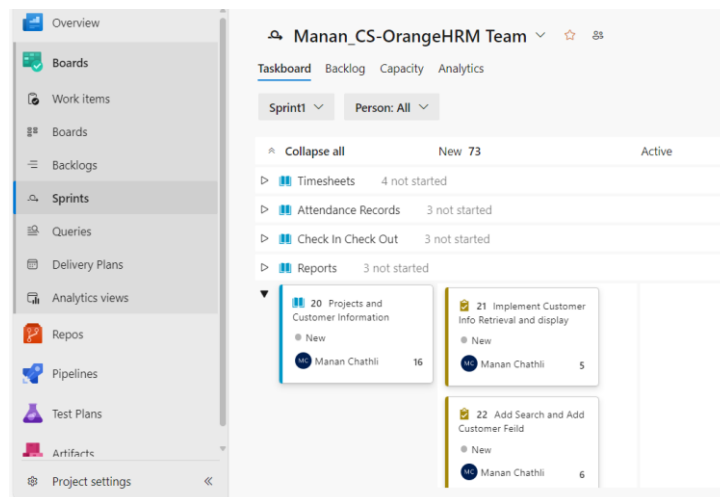 Overview
Boards
Work items
Boards
Backlogs
Sprints
Queries
Delivery Plans
Analytics views
Repos
Pipelines
Test Plans
Artifacts
Project settings
Manan_CS-OrangeHRM Team
Taskboard Backlog Capacity Analytics
Sprint1 Person: All
Collapse all New 73 Active
Timesheets 4 not started
Attendance Records 3 not started
Check In Check Out 3 not started
Reports 3 not started
20 Projects and
Customer Information
New
MC Manan Chathli 16
21 Implement Customer
Info Retrieval and display
New
MC Manan Chathli 5
22 Add Search and Add
Customer Feild
New
MC Manan Chathli 6